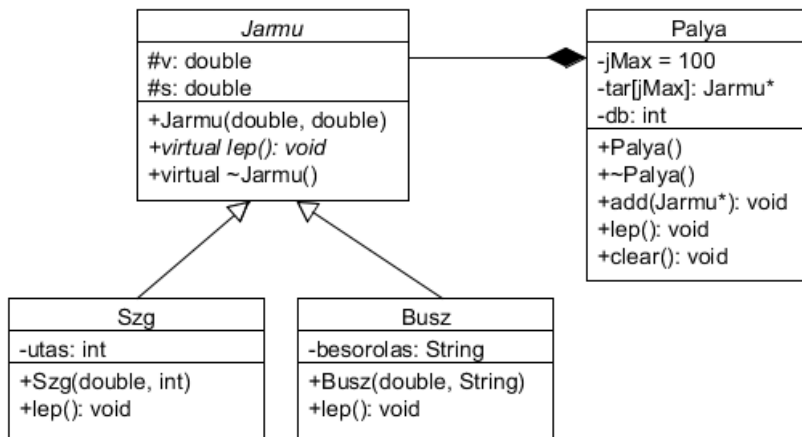 Jarmu
#v: double
#s: double
+Jarmu(double, double)
+virtual lep(): void
+virtual ~Jarmu()
Palya
-jMax = 100
-tar[jMax]: Jarmu*
-db: int
+Palya()
+~Palya()
+add(Jarmu*): void
+lep(): void
+clear(): void
Szg
-utas: int
+Szg(double, int)
+lep(): void
Busz
-besorolas: String
+Busz(double, String)
+lep(): void